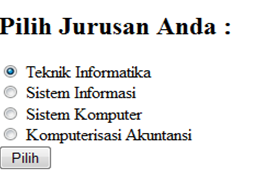 Pilih Jurusan Anda :
Teknik Informatika
Sistem Informasi
Sistem Komputer
Komputerisasi Akuntansi
Pilih